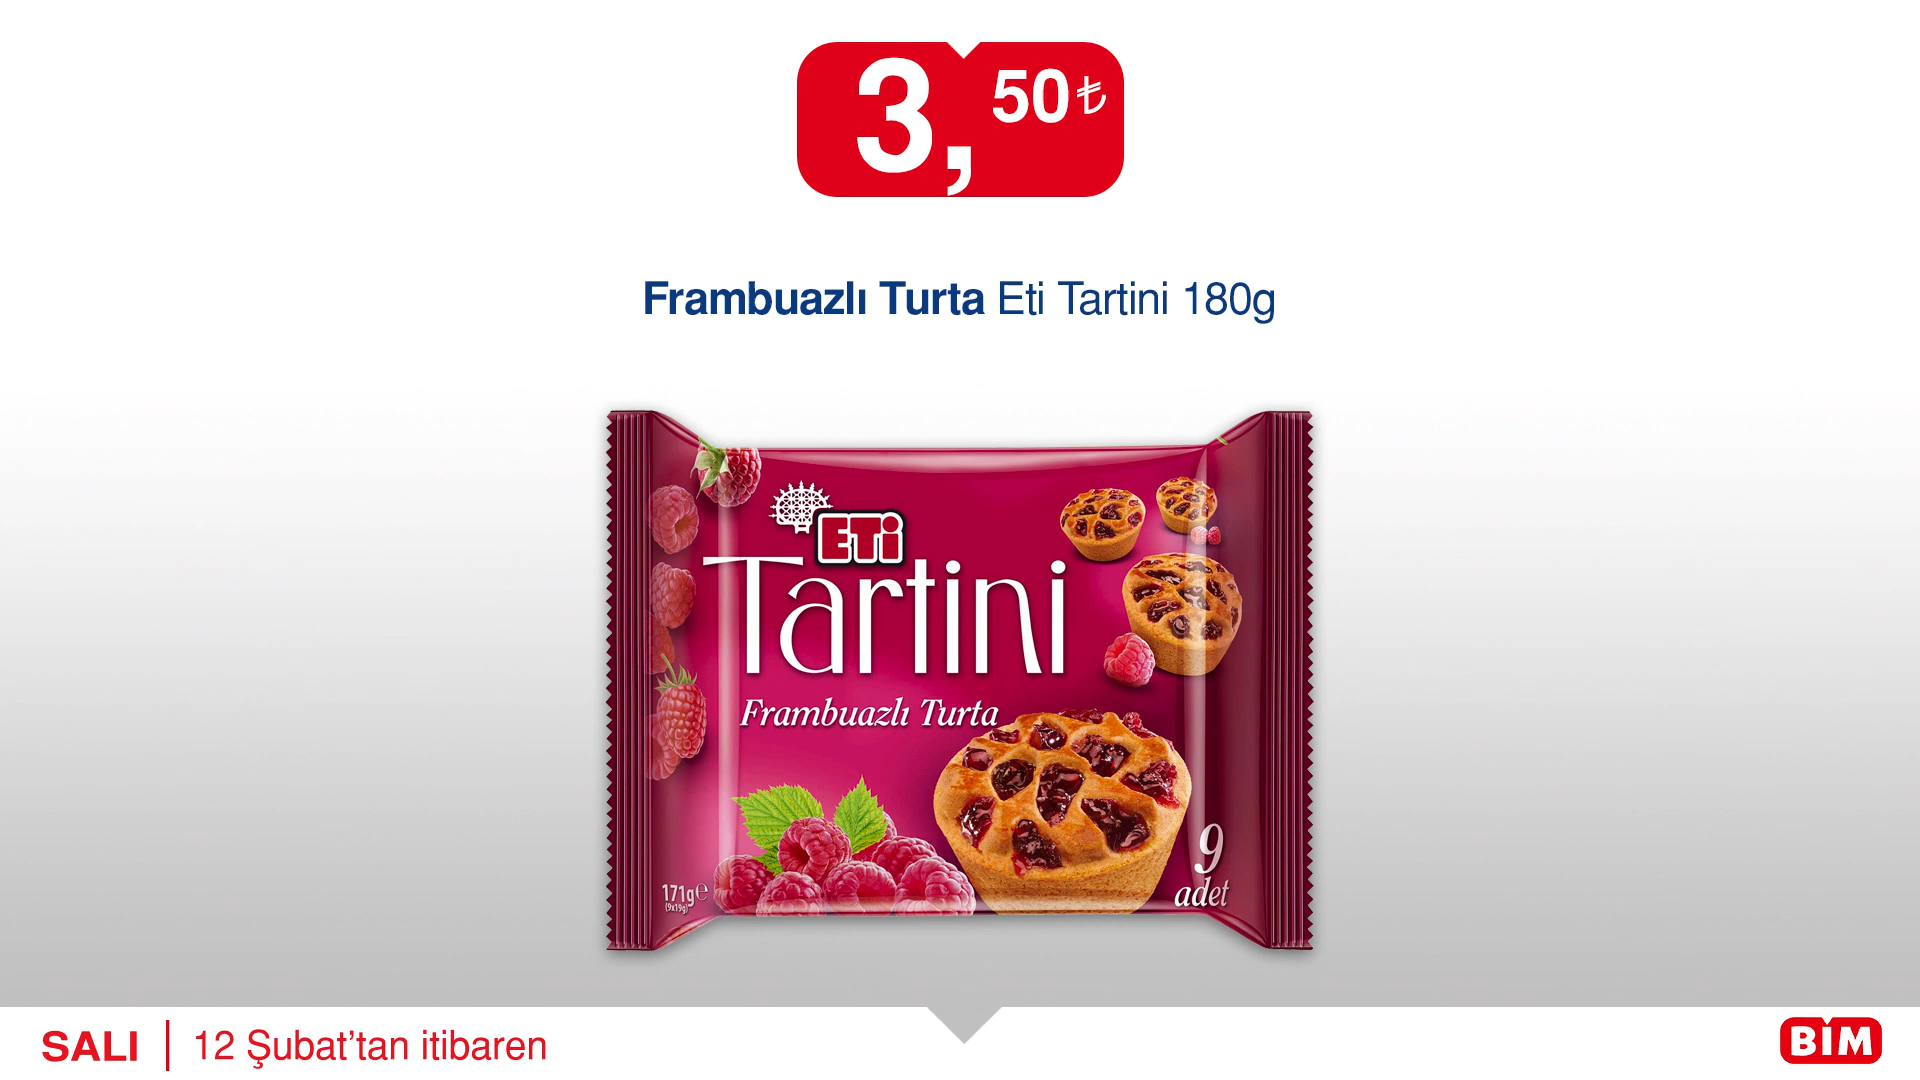 3,50₺
Frambuazlı Turta Eti Tartini 180g
ETi
Tartini
Frambuazlı Turta
9
adet
171g℮
(9x19g)
SALI 12 Şubat’tan itibaren
BİM